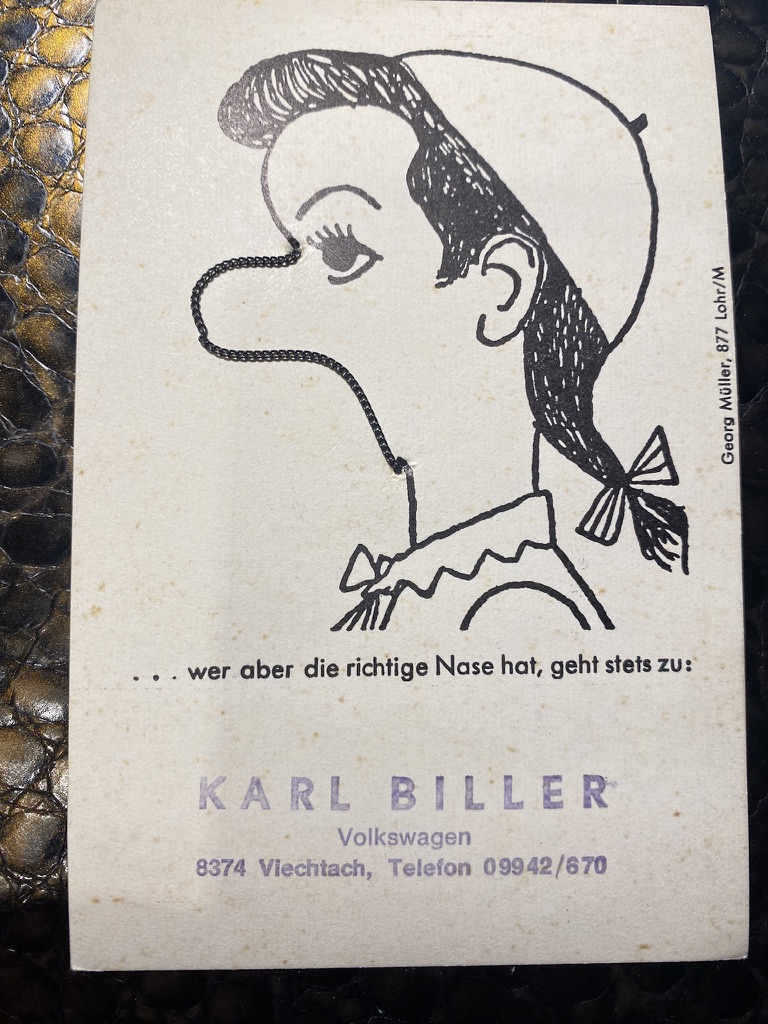 Georg Müller, 877 Lohr/M
. . . wer aber die richtige Nase hat, geht stets zu:
KARL BILLER
Volkswagen
8374 Viechtach, Telefon 09942/670